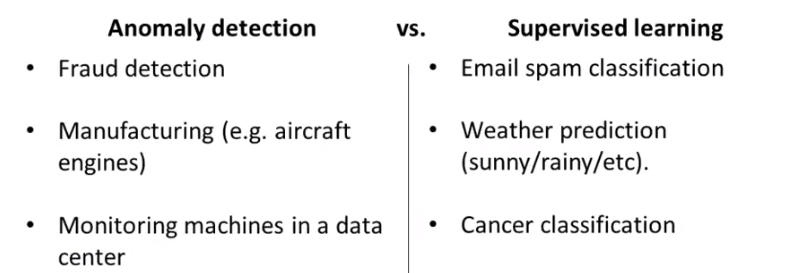 Anomaly detection vs. Supervised learning
• Fraud detection
• Manufacturing (e.g. aircraft
engines)
• Monitoring machines in a data
center
• Email spam classification
• Weather prediction
(sunny/rainy/etc).
• Cancer classification